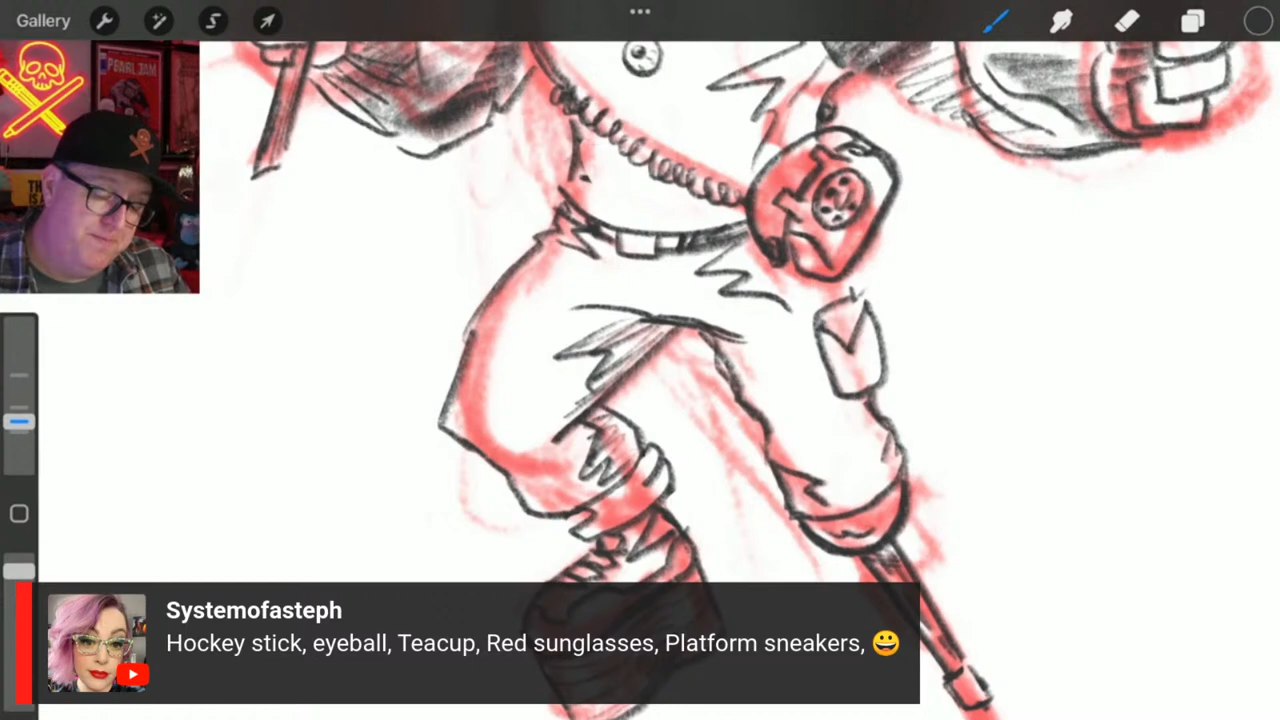 Gallery
PEARL JAM
Systemofasteph
Hockey stick, eyeball, Teacup, Red sunglasses, Platform sneakers, 😀